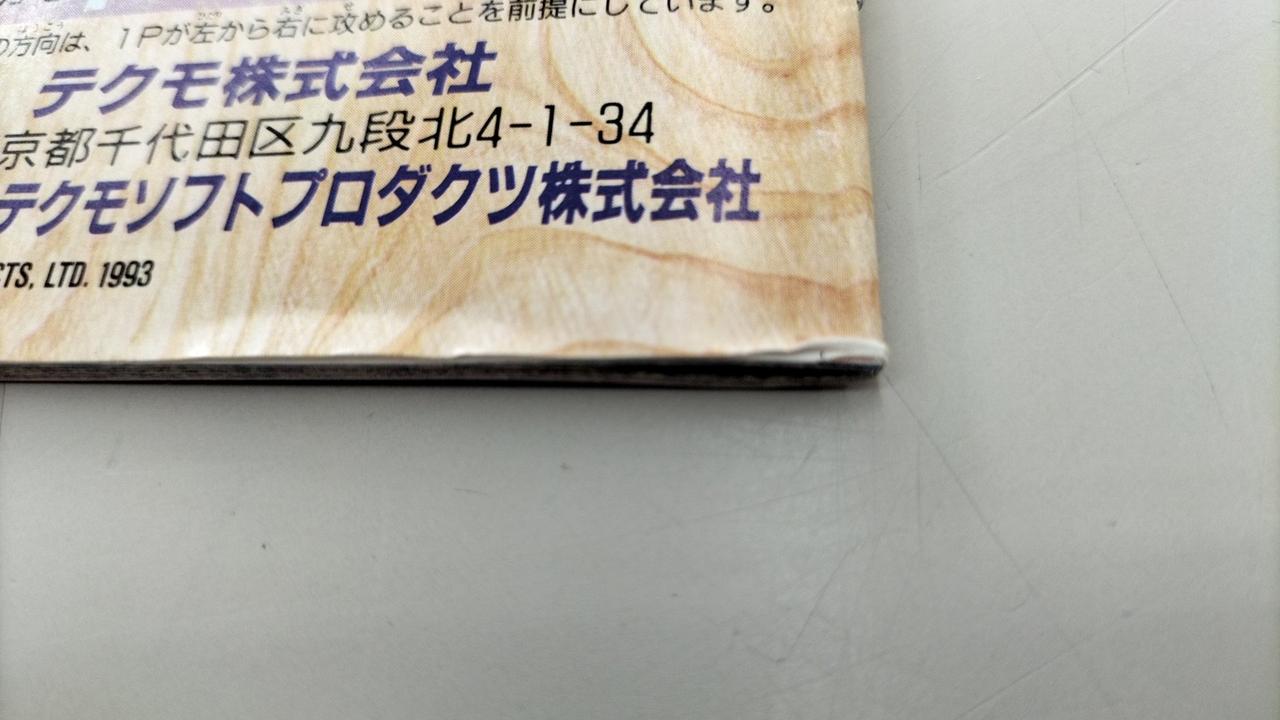 の方向は、1Pが左から右に攻めることを前提にしています。
テクモ株式会社
京都千代田区九段北4-1-34
テクモソフトプロダクツ株式会社
CTS, LTD. 1993